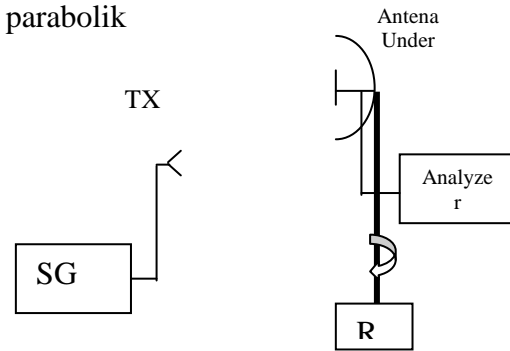 parabolik
Antena
Under
TX
Analyze
r
SG
R